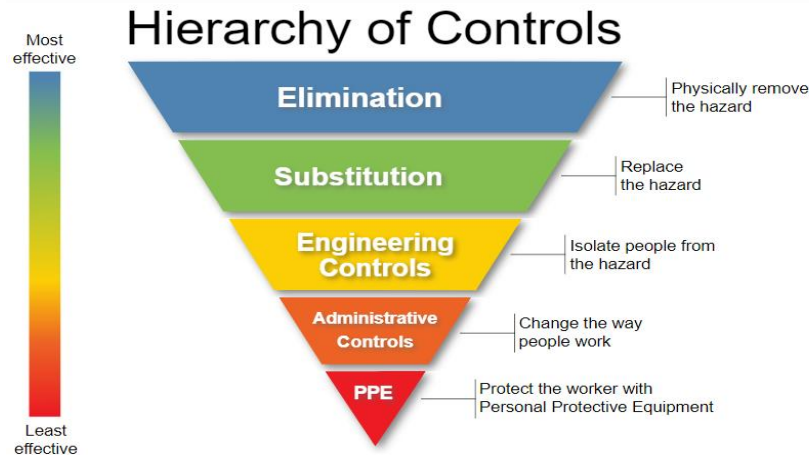 Hierarchy of Controls
Most
effective
Elimination
Physically remove
the hazard
Substitution
Replace
the hazard
Engineering
Controls
Isolate people from
the hazard
Administrative
Controls
Change the way
people work
PPE
Protect the worker with
Personal Protective Equipment
Least
effective